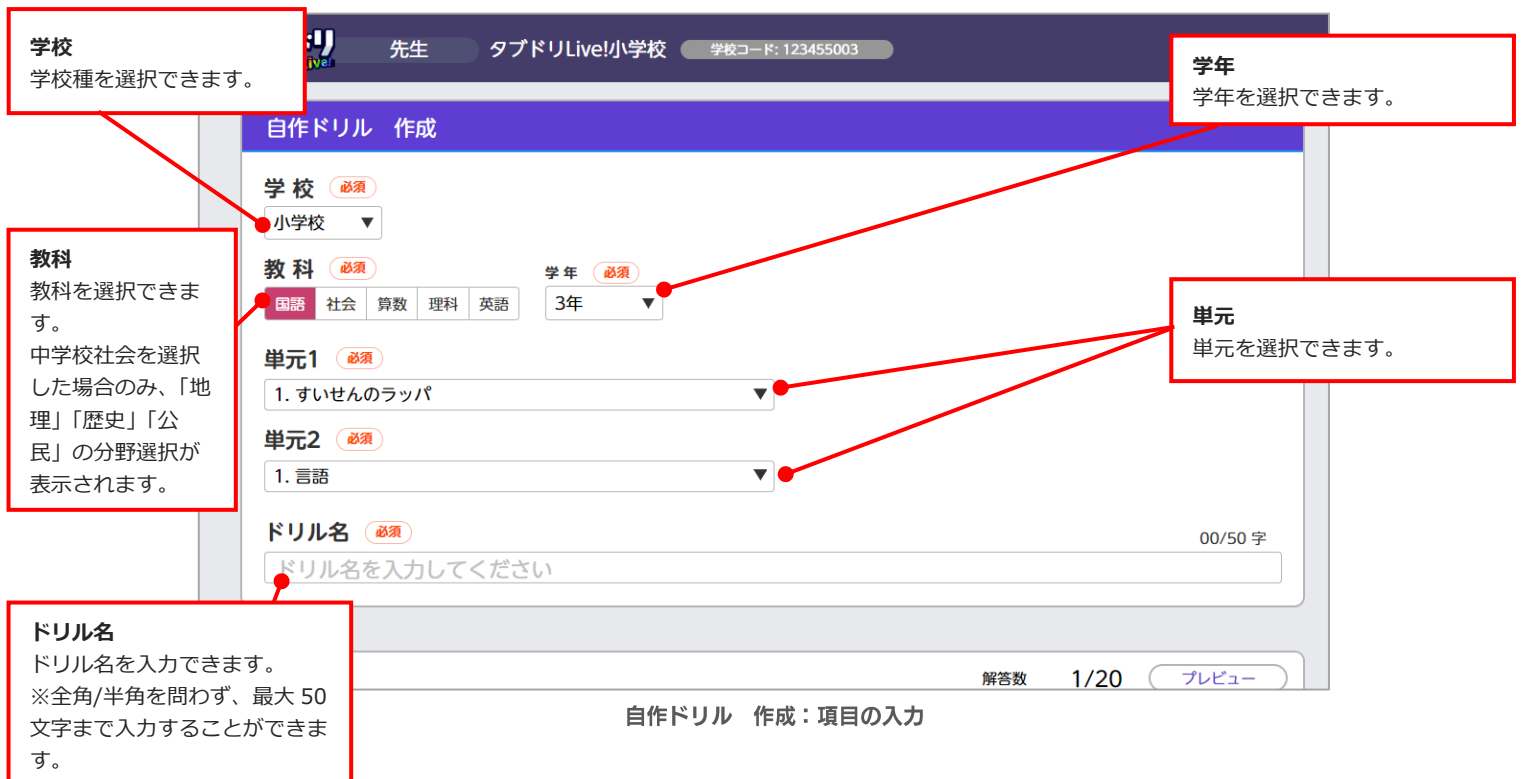 学校
学校種を選択できます。
先生
タブドリLive!小学校
学校コード: 123455003
学年
学年を選択できます。
自作ドリル　作成
学 校 必須
小学校 ▼
教科
教科を選択できま
す。
中学校社会を選択
した場合のみ、「地
理」「歴史」「公
民」の分野選択が
表示されます。
教 科 必須
国語 社会 算数 理科 英語
学 年 必須
3年 ▼
単元
単元を選択できます。
単元1 必須
1. すいせんのラッパ ▼
単元2 必須
1. 言語 ▼
ドリル名 必須
00/50 字
ドリル名を入力してください
ドリル名
ドリル名を入力できます。
※全角/半角を問わず、最大 50
文字まで入力することができま
す。
解答数 1/20 プレビュー
自作ドリル　作成：項目の入力